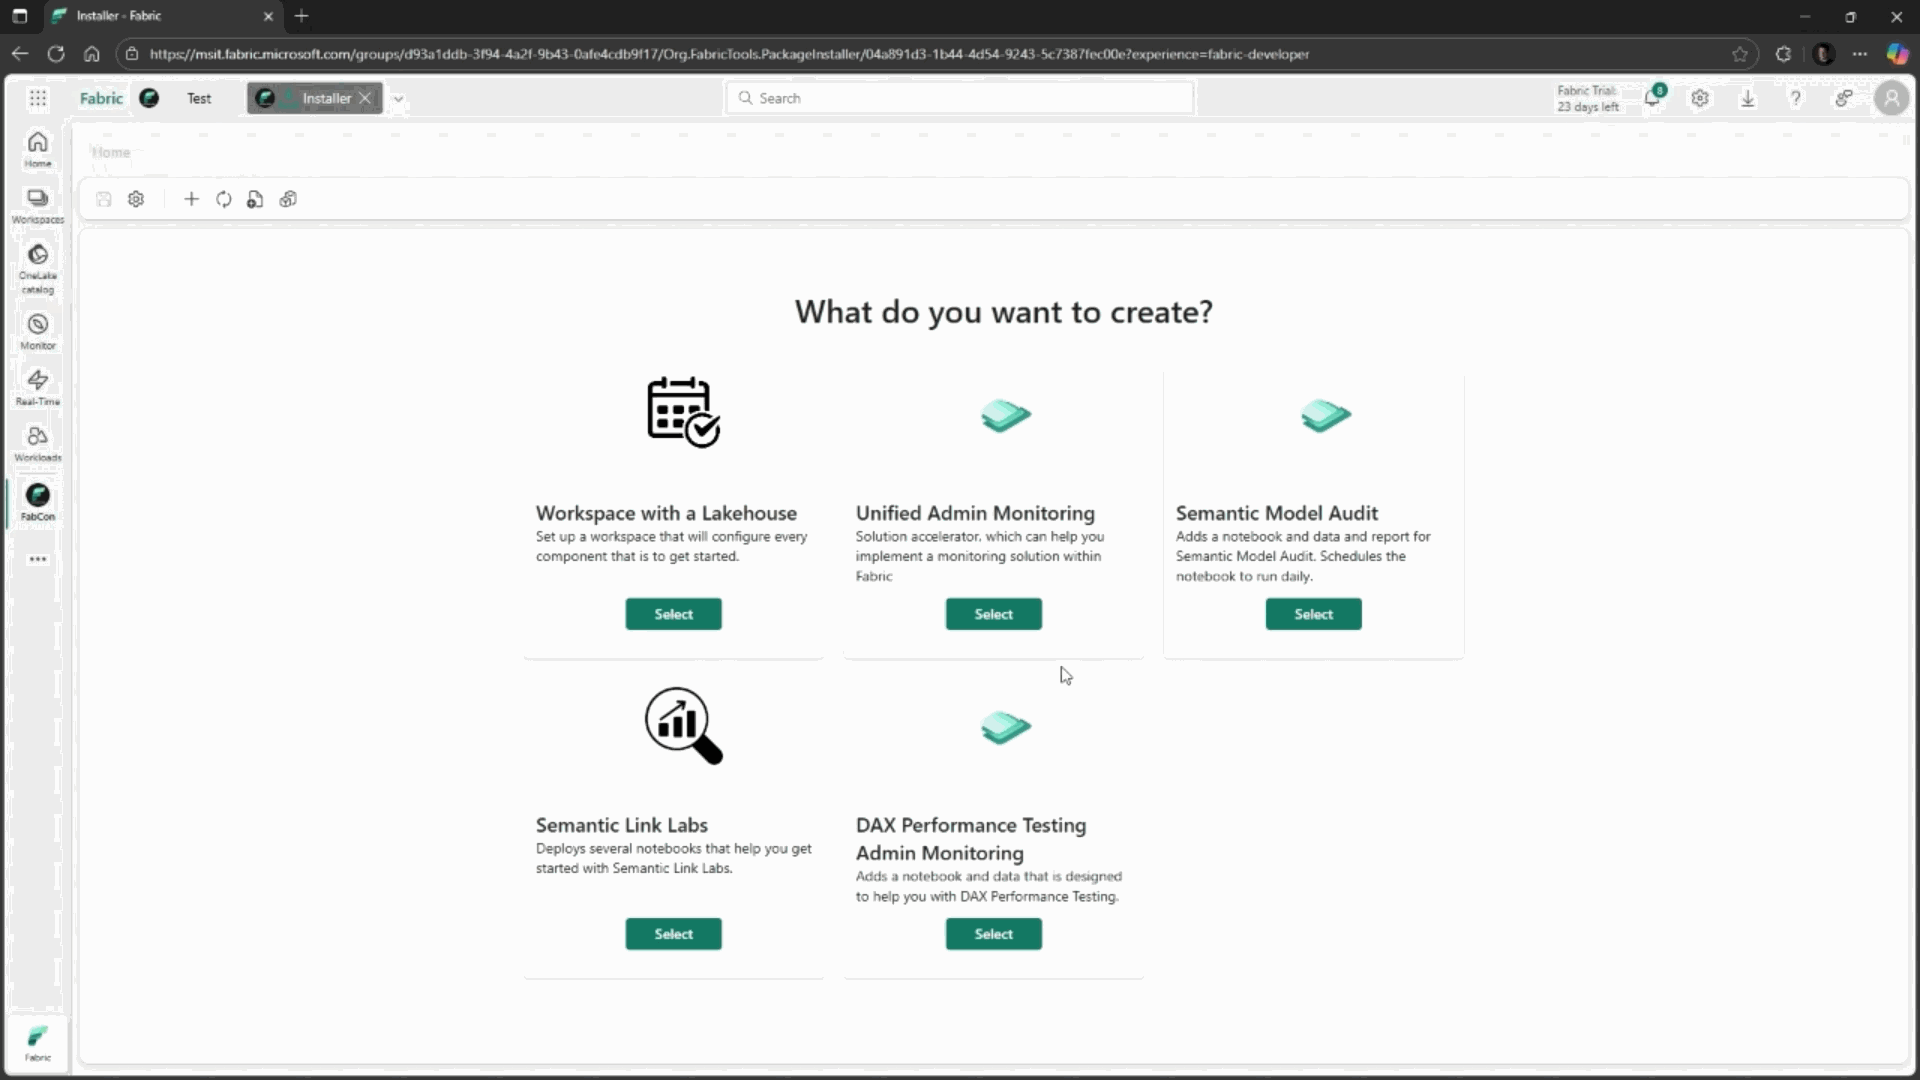 Installer - Fabric
https://msit.fabric.microsoft.com/groups/d93a1ddb-3f94-4a2f-9b43-0afe4cdb9f17/Org.FabricTools.PackageInstaller/04a891d3-1b44-4d54-9243-5c7387fec00e?experience=fabric-developer
Fabric
Test
Installer
Search
Fabric Trial:
23 days left
8
Home
Home
Workspaces
OneLake
catalog
Monitor
Real-Time
Workloads
FabCon
Fabric
What do you want to create?
Workspace with a Lakehouse
Set up a workspace that will configure every
component that is to get started.
Select
Unified Admin Monitoring
Solution accelerator, which can help you
implement a monitoring solution within
Fabric
Select
Semantic Model Audit
Adds a notebook and data and report for
Semantic Model Audit. Schedules the
notebook to run daily.
Select
Semantic Link Labs
Deploys several notebooks that help you get
started with Semantic Link Labs.
Select
DAX Performance Testing
Admin Monitoring
Adds a notebook and data that is designed
to help you with DAX Performance Testing.
Select